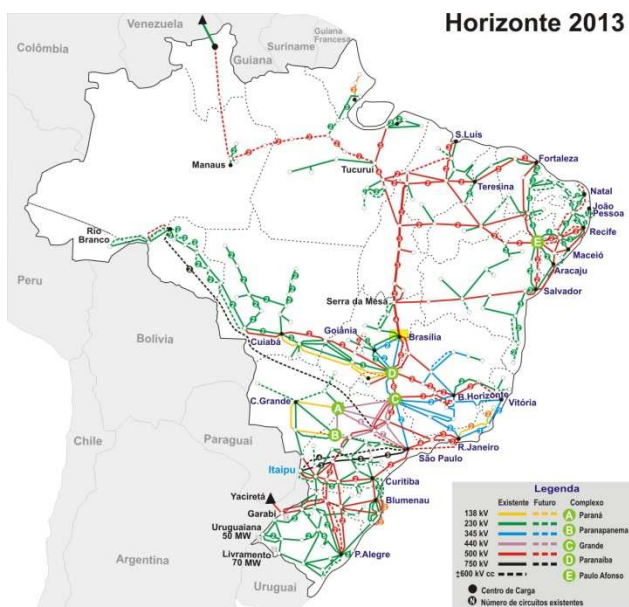 Horizonte 2013
Venezuela
Colômbia
Guiana
Suriname
Guiana
Francesa
Manaus
Tucuruí
S.Luis
Fortaleza
Teresina
Natal
João
Pessoa
Recife
E
Maceió
Aracaju
Salvador
Rio
Branco
Peru
Serra da Mesa
Bolívia
Goiânia
Brasília
Cuiabá
D
C.Grande
A
C
B.Horizonte
Vitória
B
R.Janeiro
São Paulo
Chile
Paraguai
Itaipu
Curitiba
Yaciretá
Blumenau
Garabi
Uruguaiana
50 MW
Livramento
70 MW
P.Alegre
Argentina
Uruguai
Legenda
Existente Futuro Complexo
138 kV A Paraná
230 kV B Paranapanema
345 kV
440 kV C Grande
500 kV D Paranaíba
750 kV
±600 kV cc E Paulo Afonso
Centro de Carga
N Número de circuitos existentes